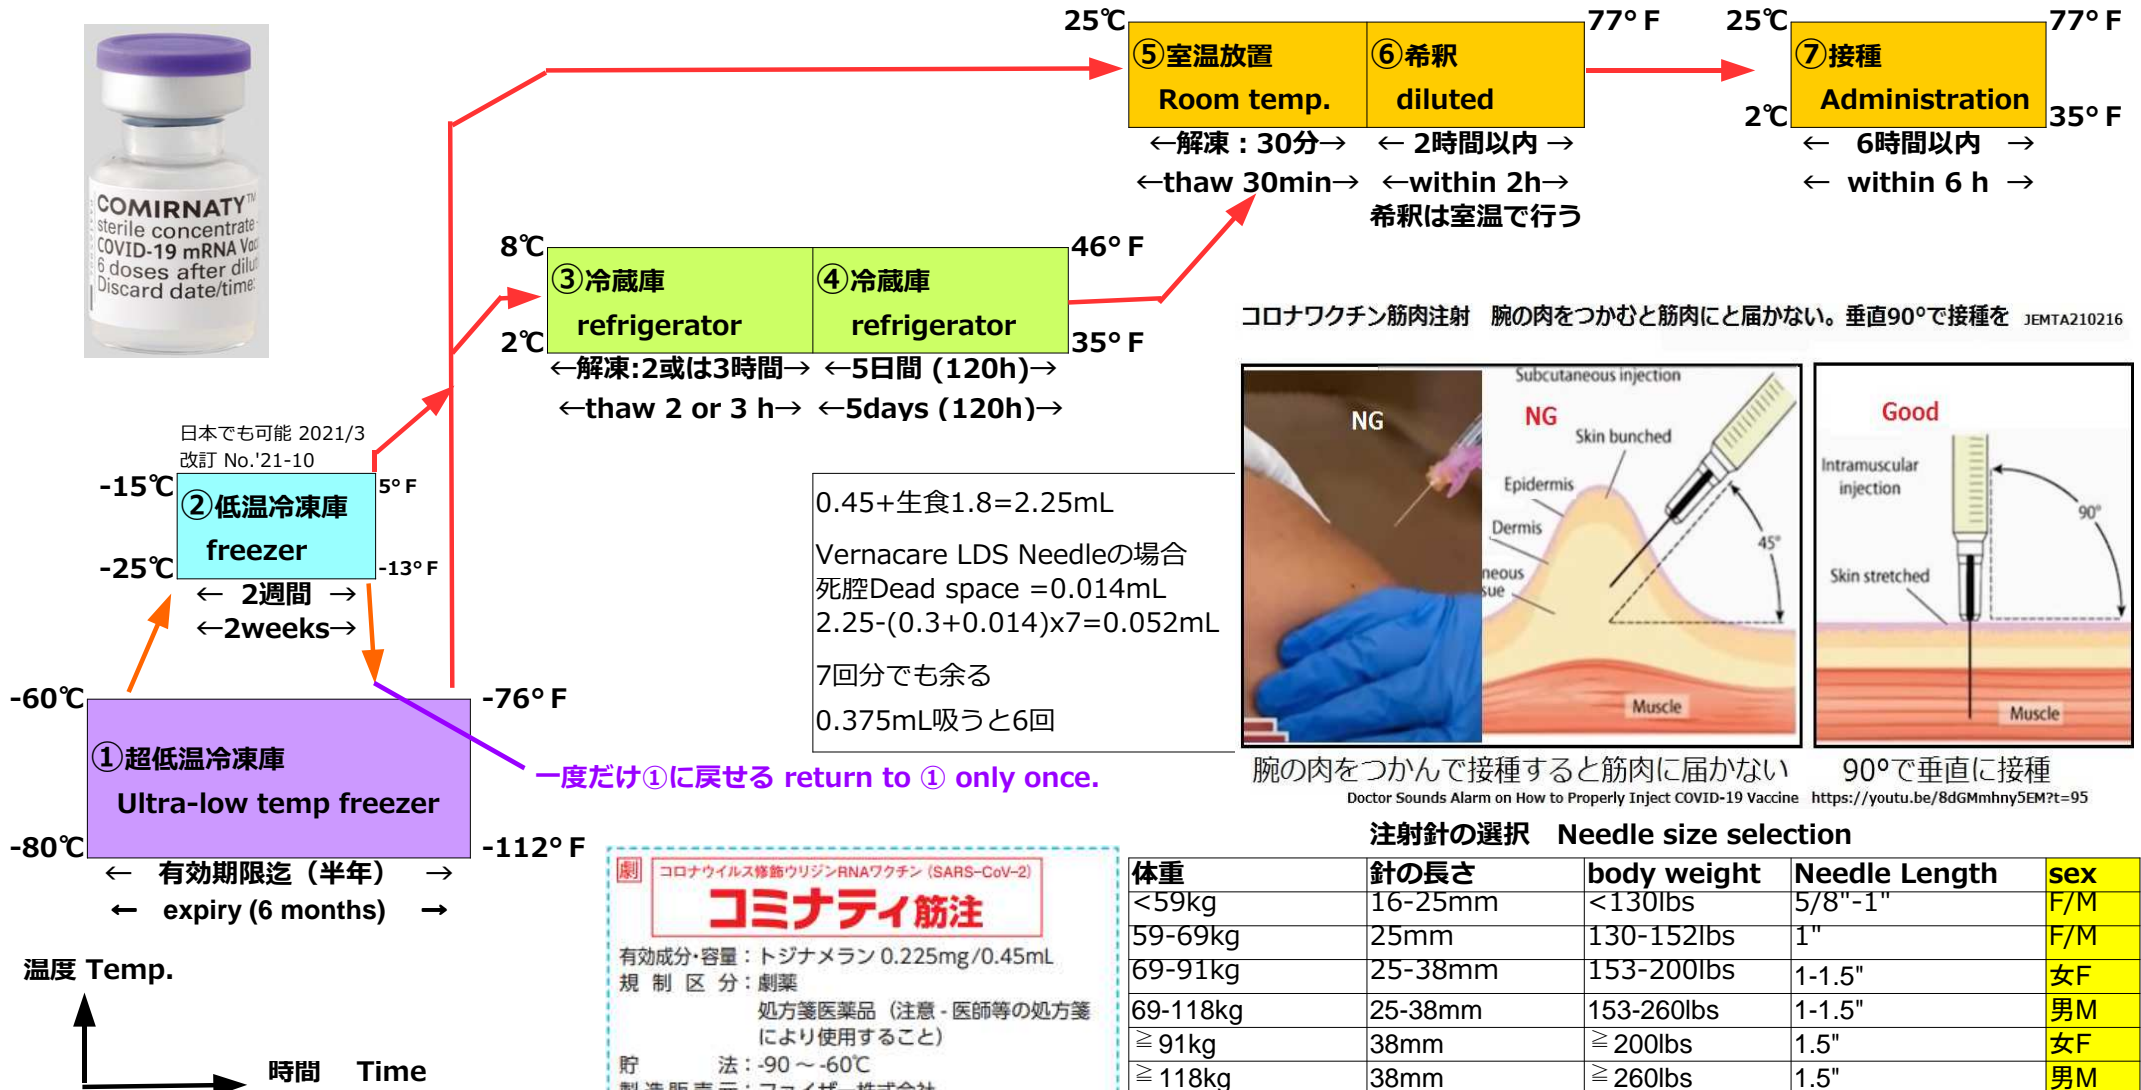 25℃
77° F
25℃
77° F
⑤室温放置
Room temp.
⑥希釈
diluted
⑦接種
Administration
2℃
35° F
←解凍：30分→
← 2時間以内 →
← 6時間以内 →
←thaw 30min→
←within 2h→
← within 6 h →
希釈は室温で行う
COMIRNATY™
sterile concentrate
COVID-19 mRNA Vac
6 doses after dilu
Discard date/time:
8℃
46° F
③冷蔵庫
refrigerator
④冷蔵庫
refrigerator
2℃
35° F
←解凍:2或は3時間→
←5日間 (120h)→
←thaw 2 or 3 h→
←5days (120h)→
コロナワクチン筋肉注射 腕の肉をつかむと筋肉にと届かない。垂直90°で接種を JEMTA210216
NG
Subcutaneous injection
NG
Skin bunched
Epidermis
Dermis
neous
sue
45°
Muscle
Good
Intramuscular
injection
90°
Skin stretched
Muscle
腕の肉をつかんで接種すると筋肉に届かない
90°で垂直に接種
Doctor Sounds Alarm on How to Properly Inject COVID-19 Vaccine https://youtu.be/8dGMmhny5EM?t=95
日本でも可能 2021/3
改訂 No.'21-10
-15℃
5° F
②低温冷凍庫
freezer
-25℃
-13° F
← 2週間 →
←2weeks→
0.45+生食1.8=2.25mL
Vernacare LDS Needleの場合
死腔Dead space =0.014mL
2.25-(0.3+0.014)x7=0.052mL
7回分でも余る
0.375mL吸うと6回
-60℃
-76° F
①超低温冷凍庫
Ultra-low temp freezer
-80℃
-112° F
← 有効期限迄（半年） →
← expiry (6 months) →
一度だけ①に戻せる return to ① only once.
温度 Temp.
時間 Time
劇
コロナウイルス修飾ウリジンRNAワクチン（SARS-CoV-2）
コミナティ筋注
有効成分・容量：トジナメラン 0.225mg/0.45mL
規制区分：劇薬
処方箋医薬品（注意 - 医師等の処方箋
により使用すること）
貯 法：-90 ～ -60℃
製造販売元：ファイザー株式会社
注射針の選択 Needle size selection
体重 針の長さ body weight Needle Length sex
<59kg 16-25mm <130lbs 5/8"-1" F/M
59-69kg 25mm 130-152lbs 1" F/M
69-91kg 25-38mm 153-200lbs 1-1.5" 女F
69-118kg 25-38mm 153-260lbs 1-1.5" 男M
≧91kg 38mm ≧200lbs 1.5" 女F
≧118kg 38mm ≧260lbs 1.5" 男M